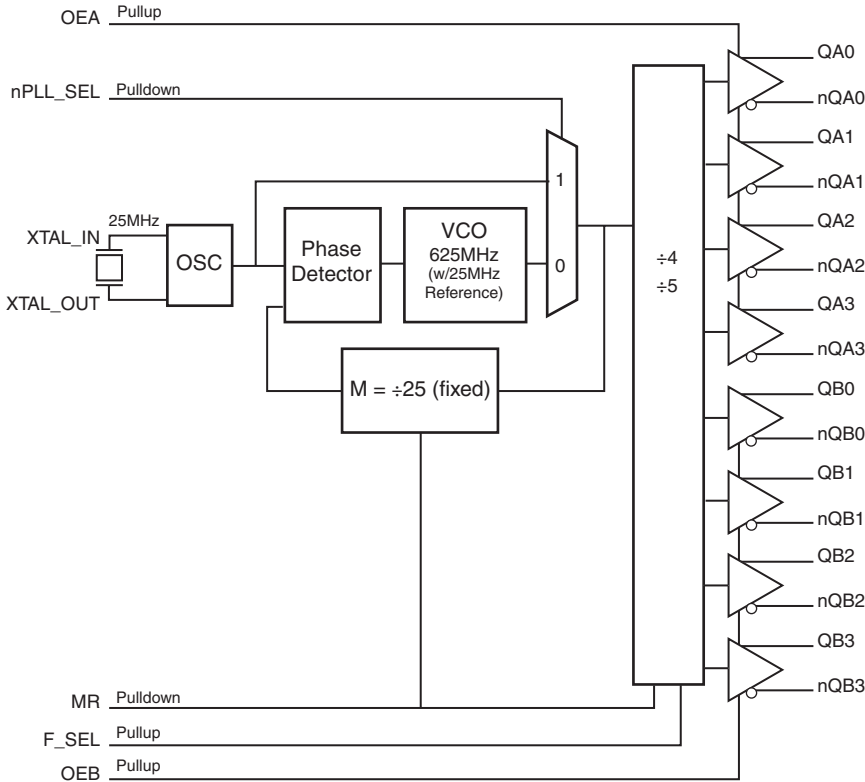 OEA Pullup
nPLL_SEL Pulldown
25MHz
XTAL_IN
XTAL_OUT
OSC
Phase
Detector
VCO
625MHz
(w/25MHz
Reference)
1
0
M = ÷25 (fixed)
÷4
÷5
QA0
nQA0
QA1
nQA1
QA2
nQA2
QA3
nQA3
QB0
nQB0
QB1
nQB1
QB2
nQB2
QB3
nQB3
MR Pulldown
F_SEL Pullup
OEB Pullup